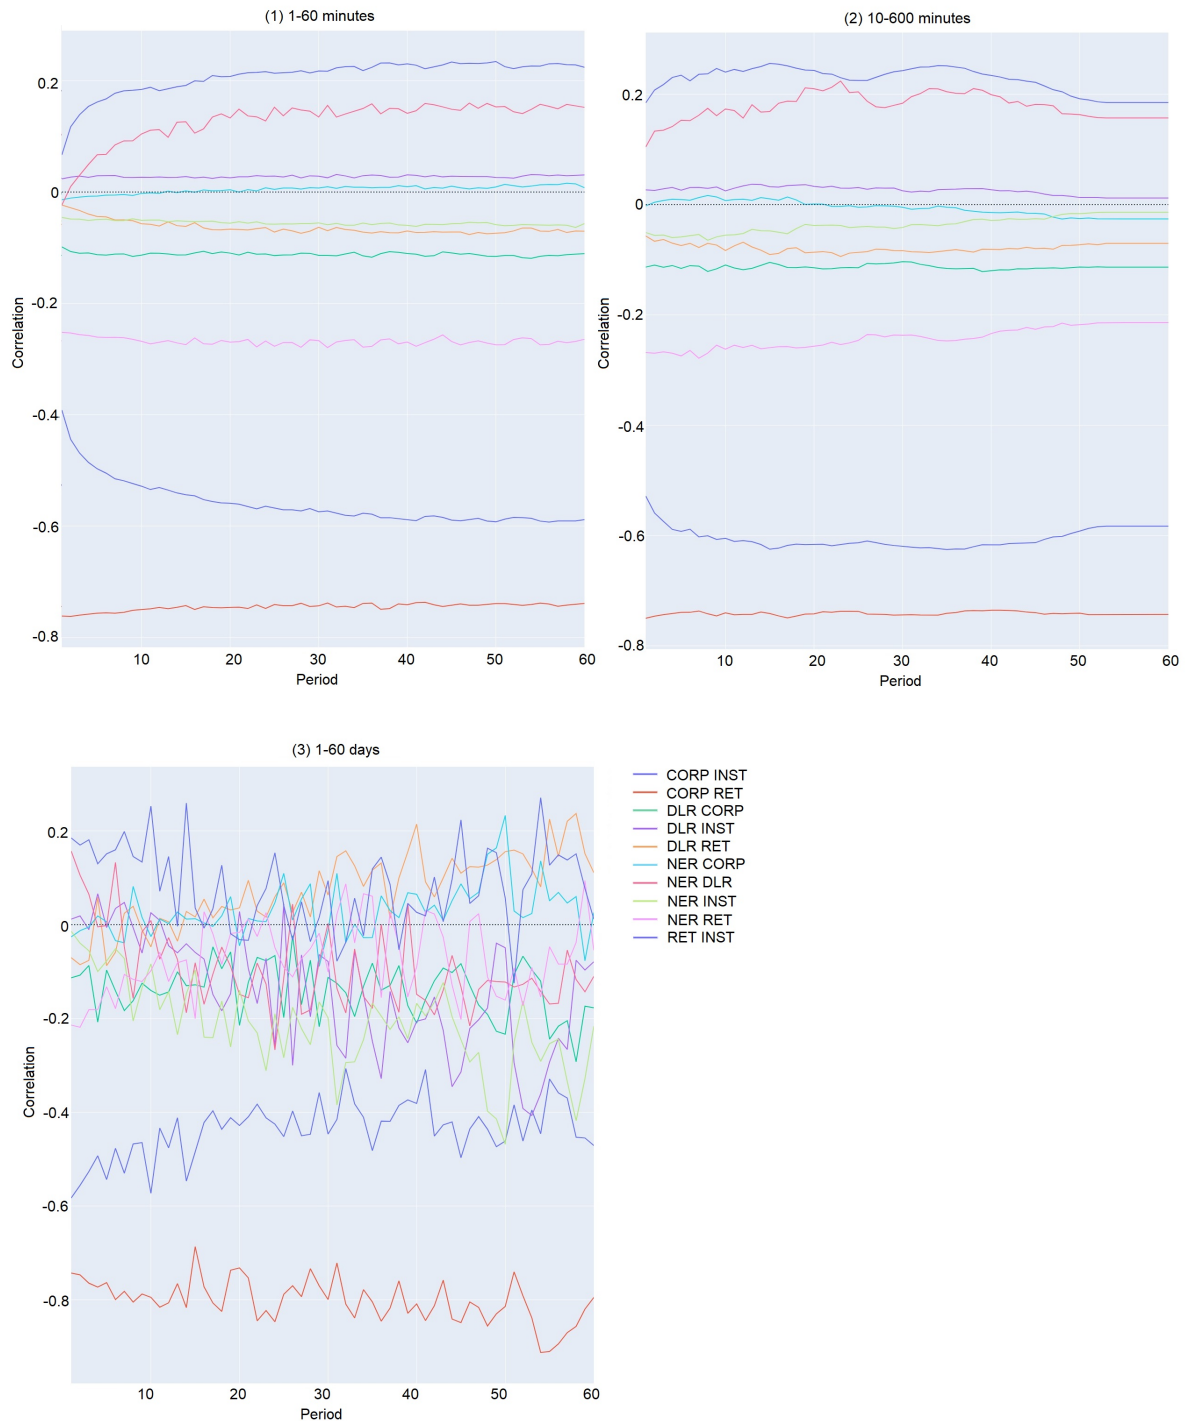 (1) 1-60 minutes
0.2
0
-0.2
-0.4
-0.6
-0.8
Correlation
10 20 30 40 50 60
Period
(2) 10-600 minutes
0.2
0
-0.2
-0.4
-0.6
-0.8
Correlation
10 20 30 40 50 60
Period
(3) 1-60 days
0.2
0
-0.2
-0.4
-0.6
-0.8
Correlation
10 20 30 40 50 60
Period
CORP INST
CORP RET
DLR CORP
DLR INST
DLR RET
NER CORP
NER DLR
NER INST
NER RET
RET INST